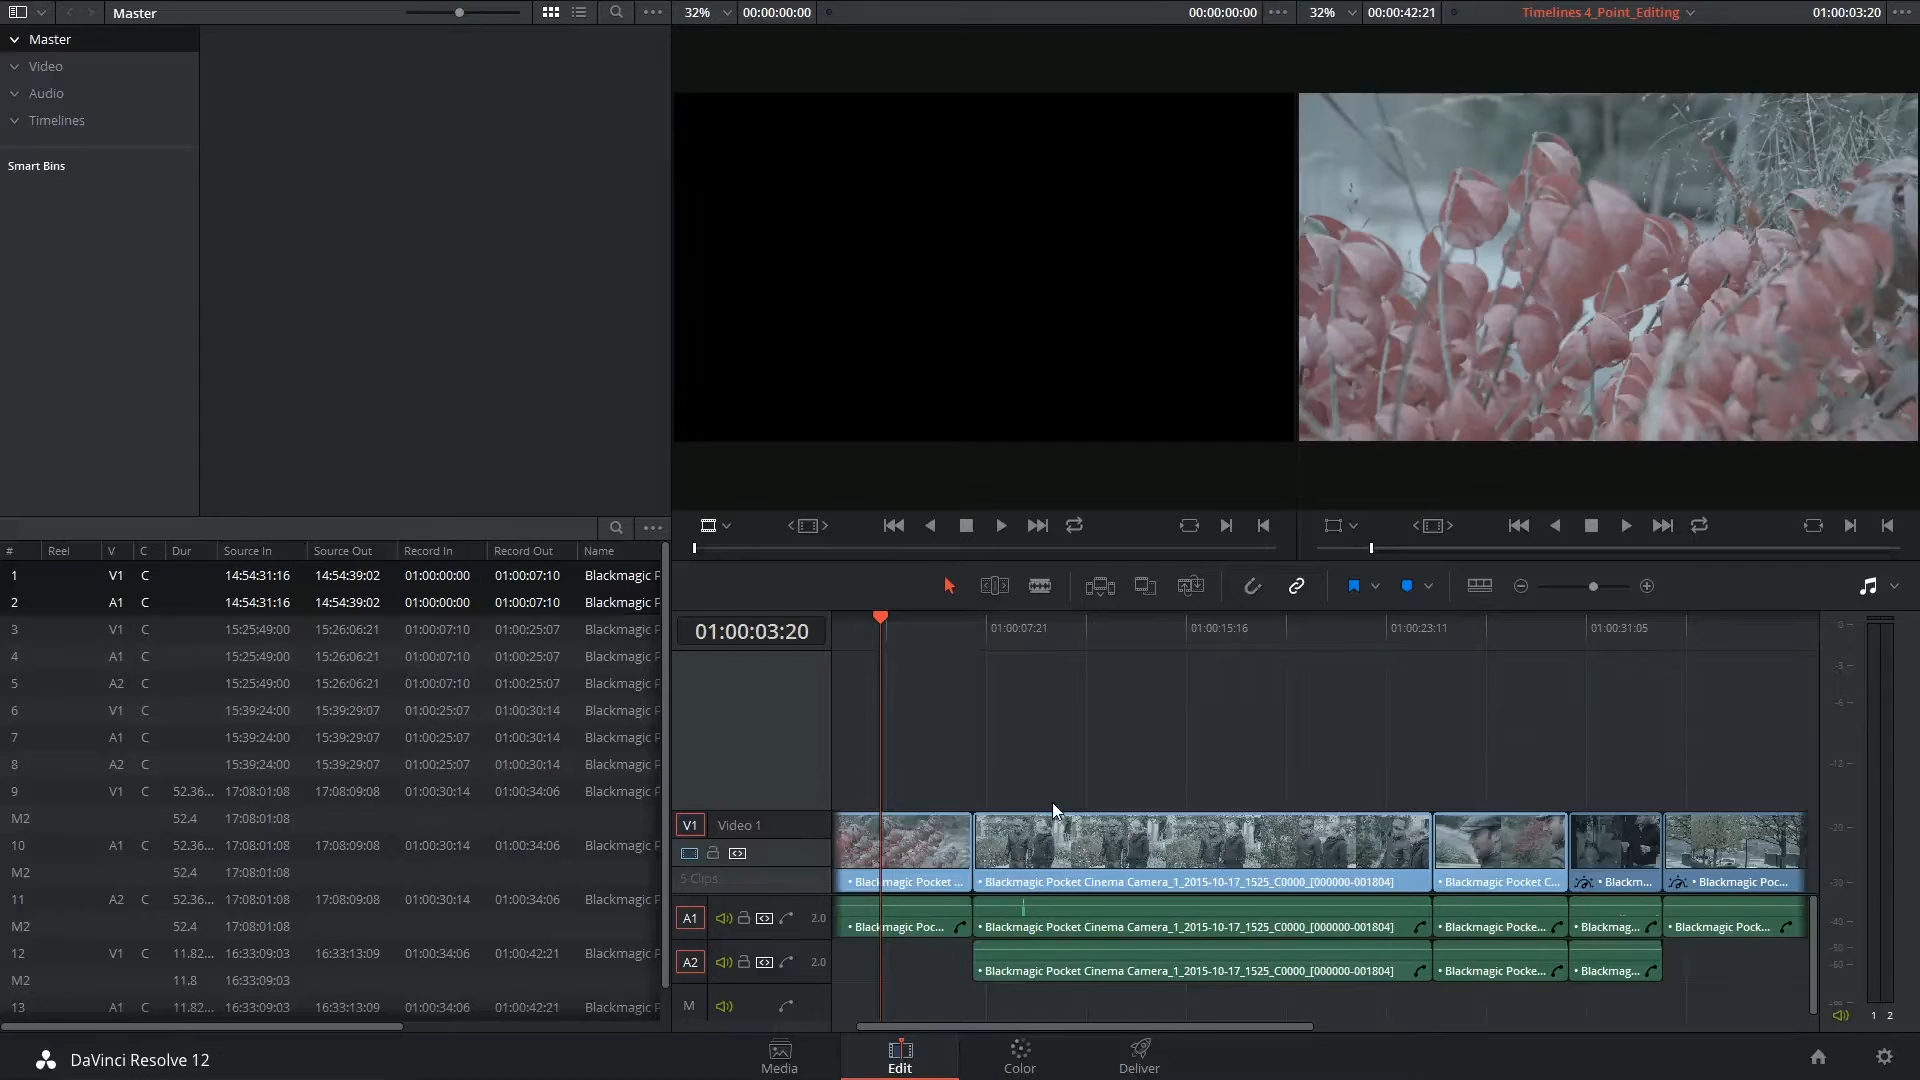 Master
32% 00:00:00:00 00:00:00:00
32% 00:00:42:21 Timelines 4_Point_Editing 01:00:03:20
Master
Video
Audio
Timelines
Smart Bins
# Reel V C Dur Source In Source Out Record In Record Out Name
1 V1 C 14:54:31:16 14:54:39:02 01:00:00:00 01:00:07:10 Blackmagic P
2 A1 C 14:54:31:16 14:54:39:02 01:00:00:00 01:00:07:10 Blackmagic P
3 V1 C 15:25:49:00 15:26:06:21 01:00:07:10 01:00:25:07 Blackmagic P
4 A1 C 15:25:49:00 15:26:06:21 01:00:07:10 01:00:25:07 Blackmagic P
5 A2 C 15:25:49:00 15:26:06:21 01:00:07:10 01:00:25:07 Blackmagic P
6 V1 C 15:39:24:00 15:39:29:07 01:00:25:07 01:00:30:14 Blackmagic P
7 A1 C 15:39:24:00 15:39:29:07 01:00:25:07 01:00:30:14 Blackmagic P
8 A2 C 15:39:24:00 15:39:29:07 01:00:25:07 01:00:30:14 Blackmagic P
9 V1 C 52.36... 17:08:01:08 17:08:09:08 01:00:30:14 01:00:34:06 Blackmagic P
M2 52.4 17:08:01:08
10 A1 C 52.36... 17:08:01:08 17:08:09:08 01:00:30:14 01:00:34:06 Blackmagic P
M2 52.4 17:08:01:08
11 A2 C 52.36... 17:08:01:08 17:08:09:08 01:00:30:14 01:00:34:06 Blackmagic P
M2 52.4 17:08:01:08
12 V1 C 11.82... 16:33:09:03 16:33:13:09 01:00:34:06 01:00:42:21 Blackmagic P
M2 11.8 16:33:09:03
13 A1 C 11.82... 16:33:09:03 16:33:13:09 01:00:34:06 01:00:42:21 Blackmagic P
01:00:03:20
01:00:07:21 01:00:15:16 01:00:23:11 01:00:31:05
V1 Video 1
5 Clips
• Blackmagic Pocket ... • Blackmagic Pocket Cinema Camera_1_2015-10-17_1525_C0000_[000000-001804] • Blackmagic Pocket C... • Blackm... • Blackmagic Poc...
A1 2.0 • Blackmagic Poc... • Blackmagic Pocket Cinema Camera_1_2015-10-17_1525_C0000_[000000-001804] • Blackmagic Pocke... • Blackmag... • Blackmagic Pock...
A2 2.0 • Blackmagic Pocket Cinema Camera_1_2015-10-17_1525_C0000_[000000-001804] • Blackmagic Pocke... • Blackmag...
M
0
-3
-6
-12
-20
-30
-40
-50
-60
1 2
DaVinci Resolve 12
Media
Edit
Color
Deliver